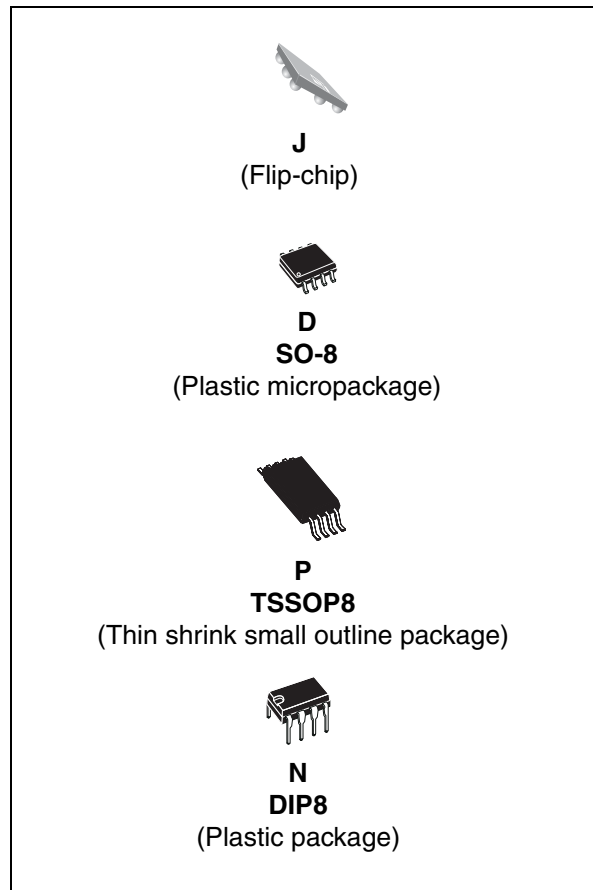 J
(Flip-chip)
D
SO-8
(Plastic micropackage)
P
TSSOP8
(Thin shrink small outline package)
N
DIP8
(Plastic package)